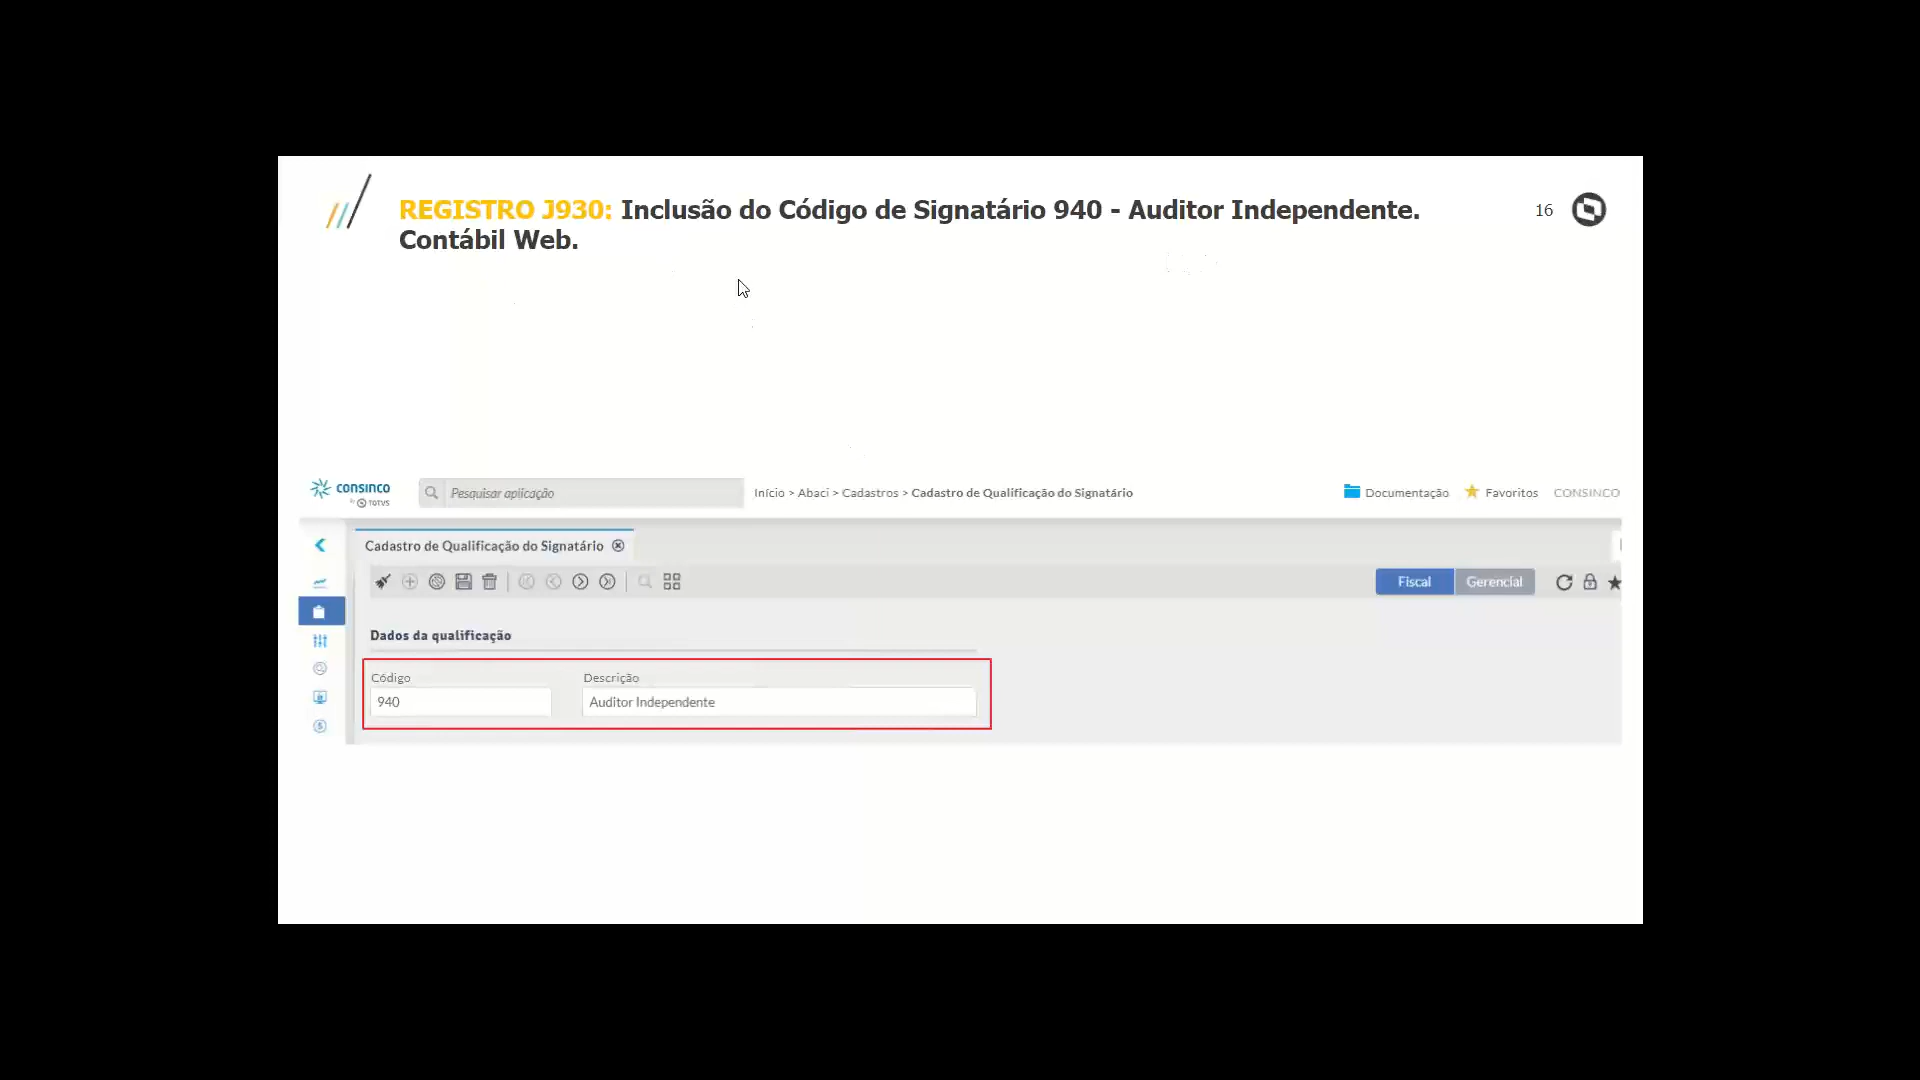 REGISTRO J930: Inclusão do Código de Signatário 940 - Auditor Independente.
Contábil Web.
16
consinco
by TOTVS
Pesquisar aplicação
Início > Abaci > Cadastros > Cadastro de Qualificação do Signatário
Documentação
Favoritos
CONSINCO
Cadastro de Qualificação do Signatário
Fiscal
Gerencial
Dados da qualificação
Código
Descrição
940
Auditor Independente